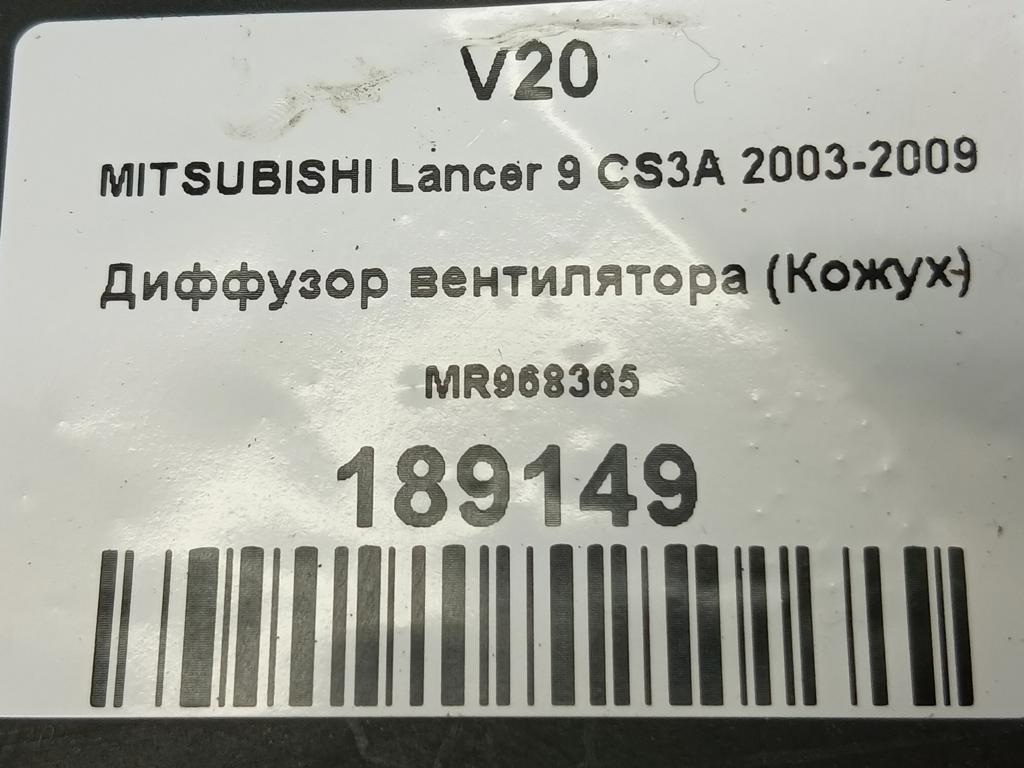 V20
MITSUBISHI Lancer 9 CS3A 2003-2009
Диффузор вентилятора (Кожух)
MR968365
189149